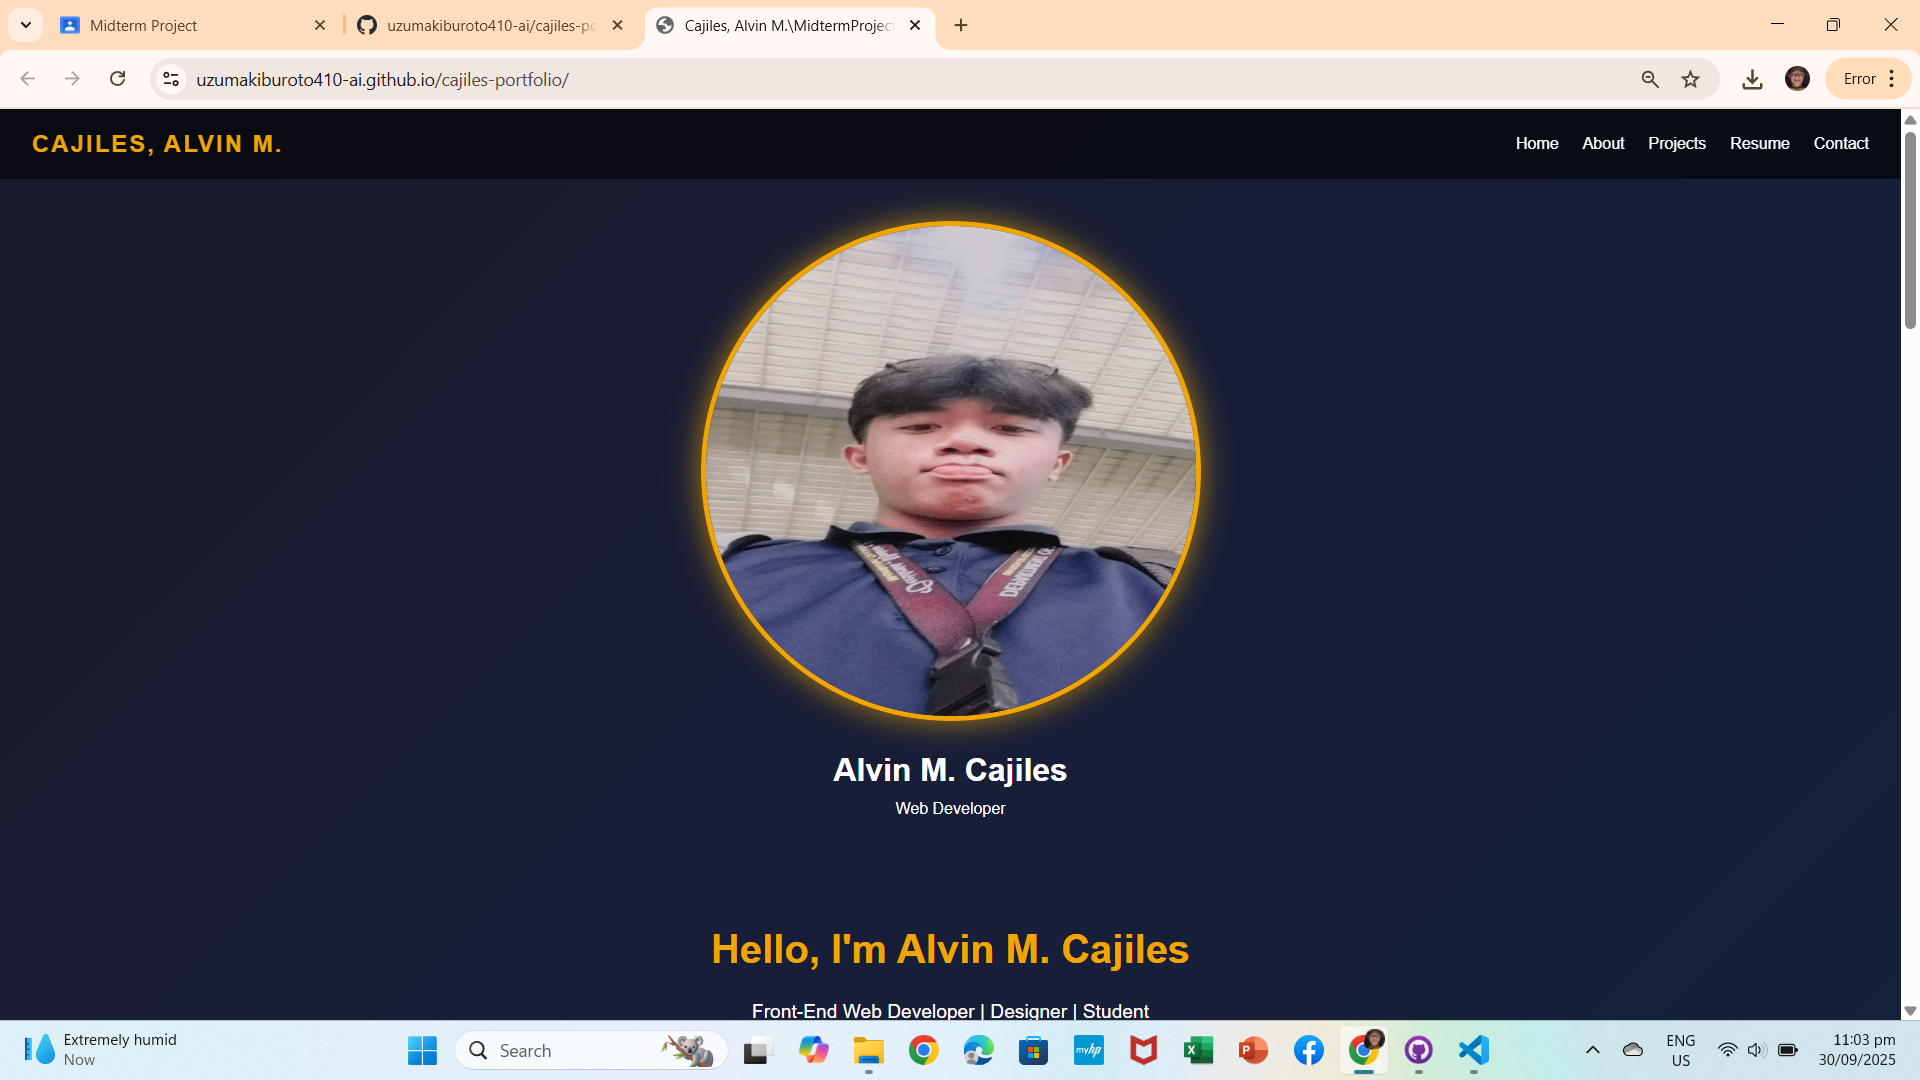 Midterm Project
uzumakiburoto410-ai/cajiles-po
Cajiles, Alvin M.\MidtermProjec
uzumakiburoto410-ai.github.io/cajiles-portfolio/
Error
CAJILES, ALVIN M.
Home
About
Projects
Resume
Contact
Alvin M. Cajiles
Web Developer
Hello, I'm Alvin M. Cajiles
Front-End Web Developer | Designer | Student
Extremely humid
Now
Search
myhp
ENG
US
11:03 pm
30/09/2025